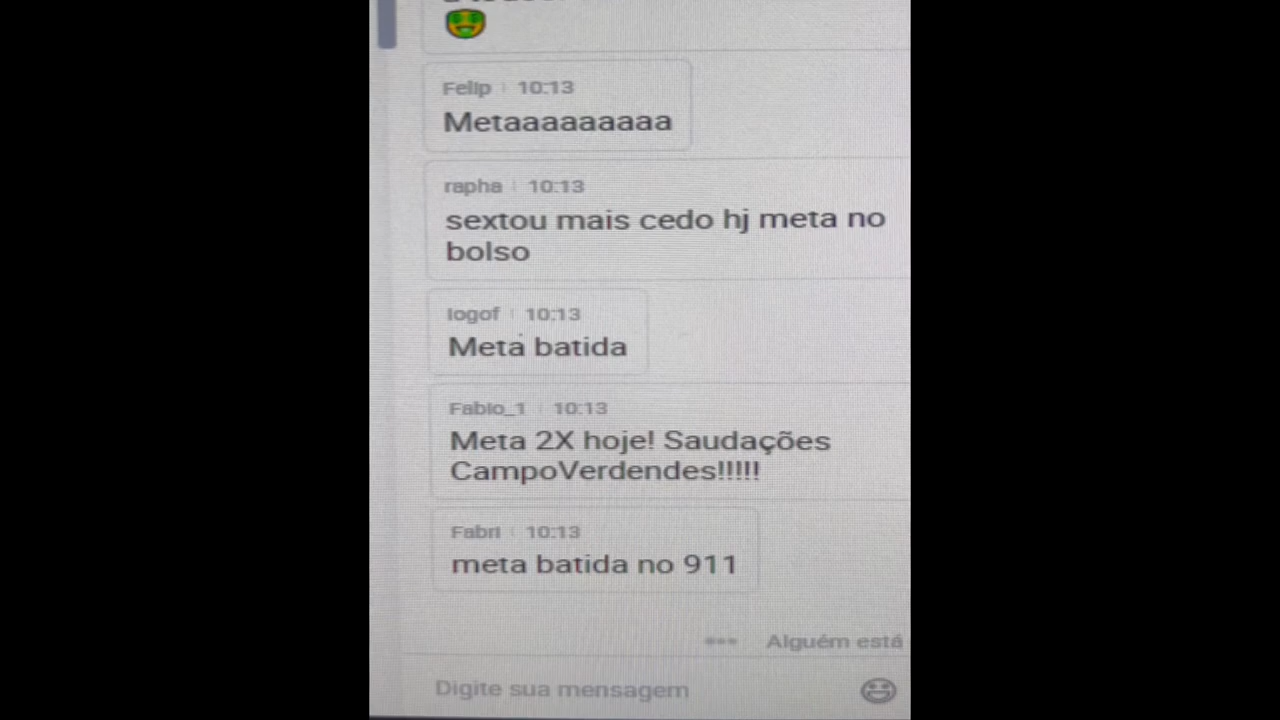 Felip 10:13
Metaaaaaaaaaa
rapha 10:13
sextou mais cedo hj meta no
bolso
logof 10:13
Meta batida
Fabio_1 10:13
Meta 2X hoje! Saudações
CampoVerdendes!!!!!
Fabri 10:13
meta batida no 911
Alguém está
Digite sua mensagem